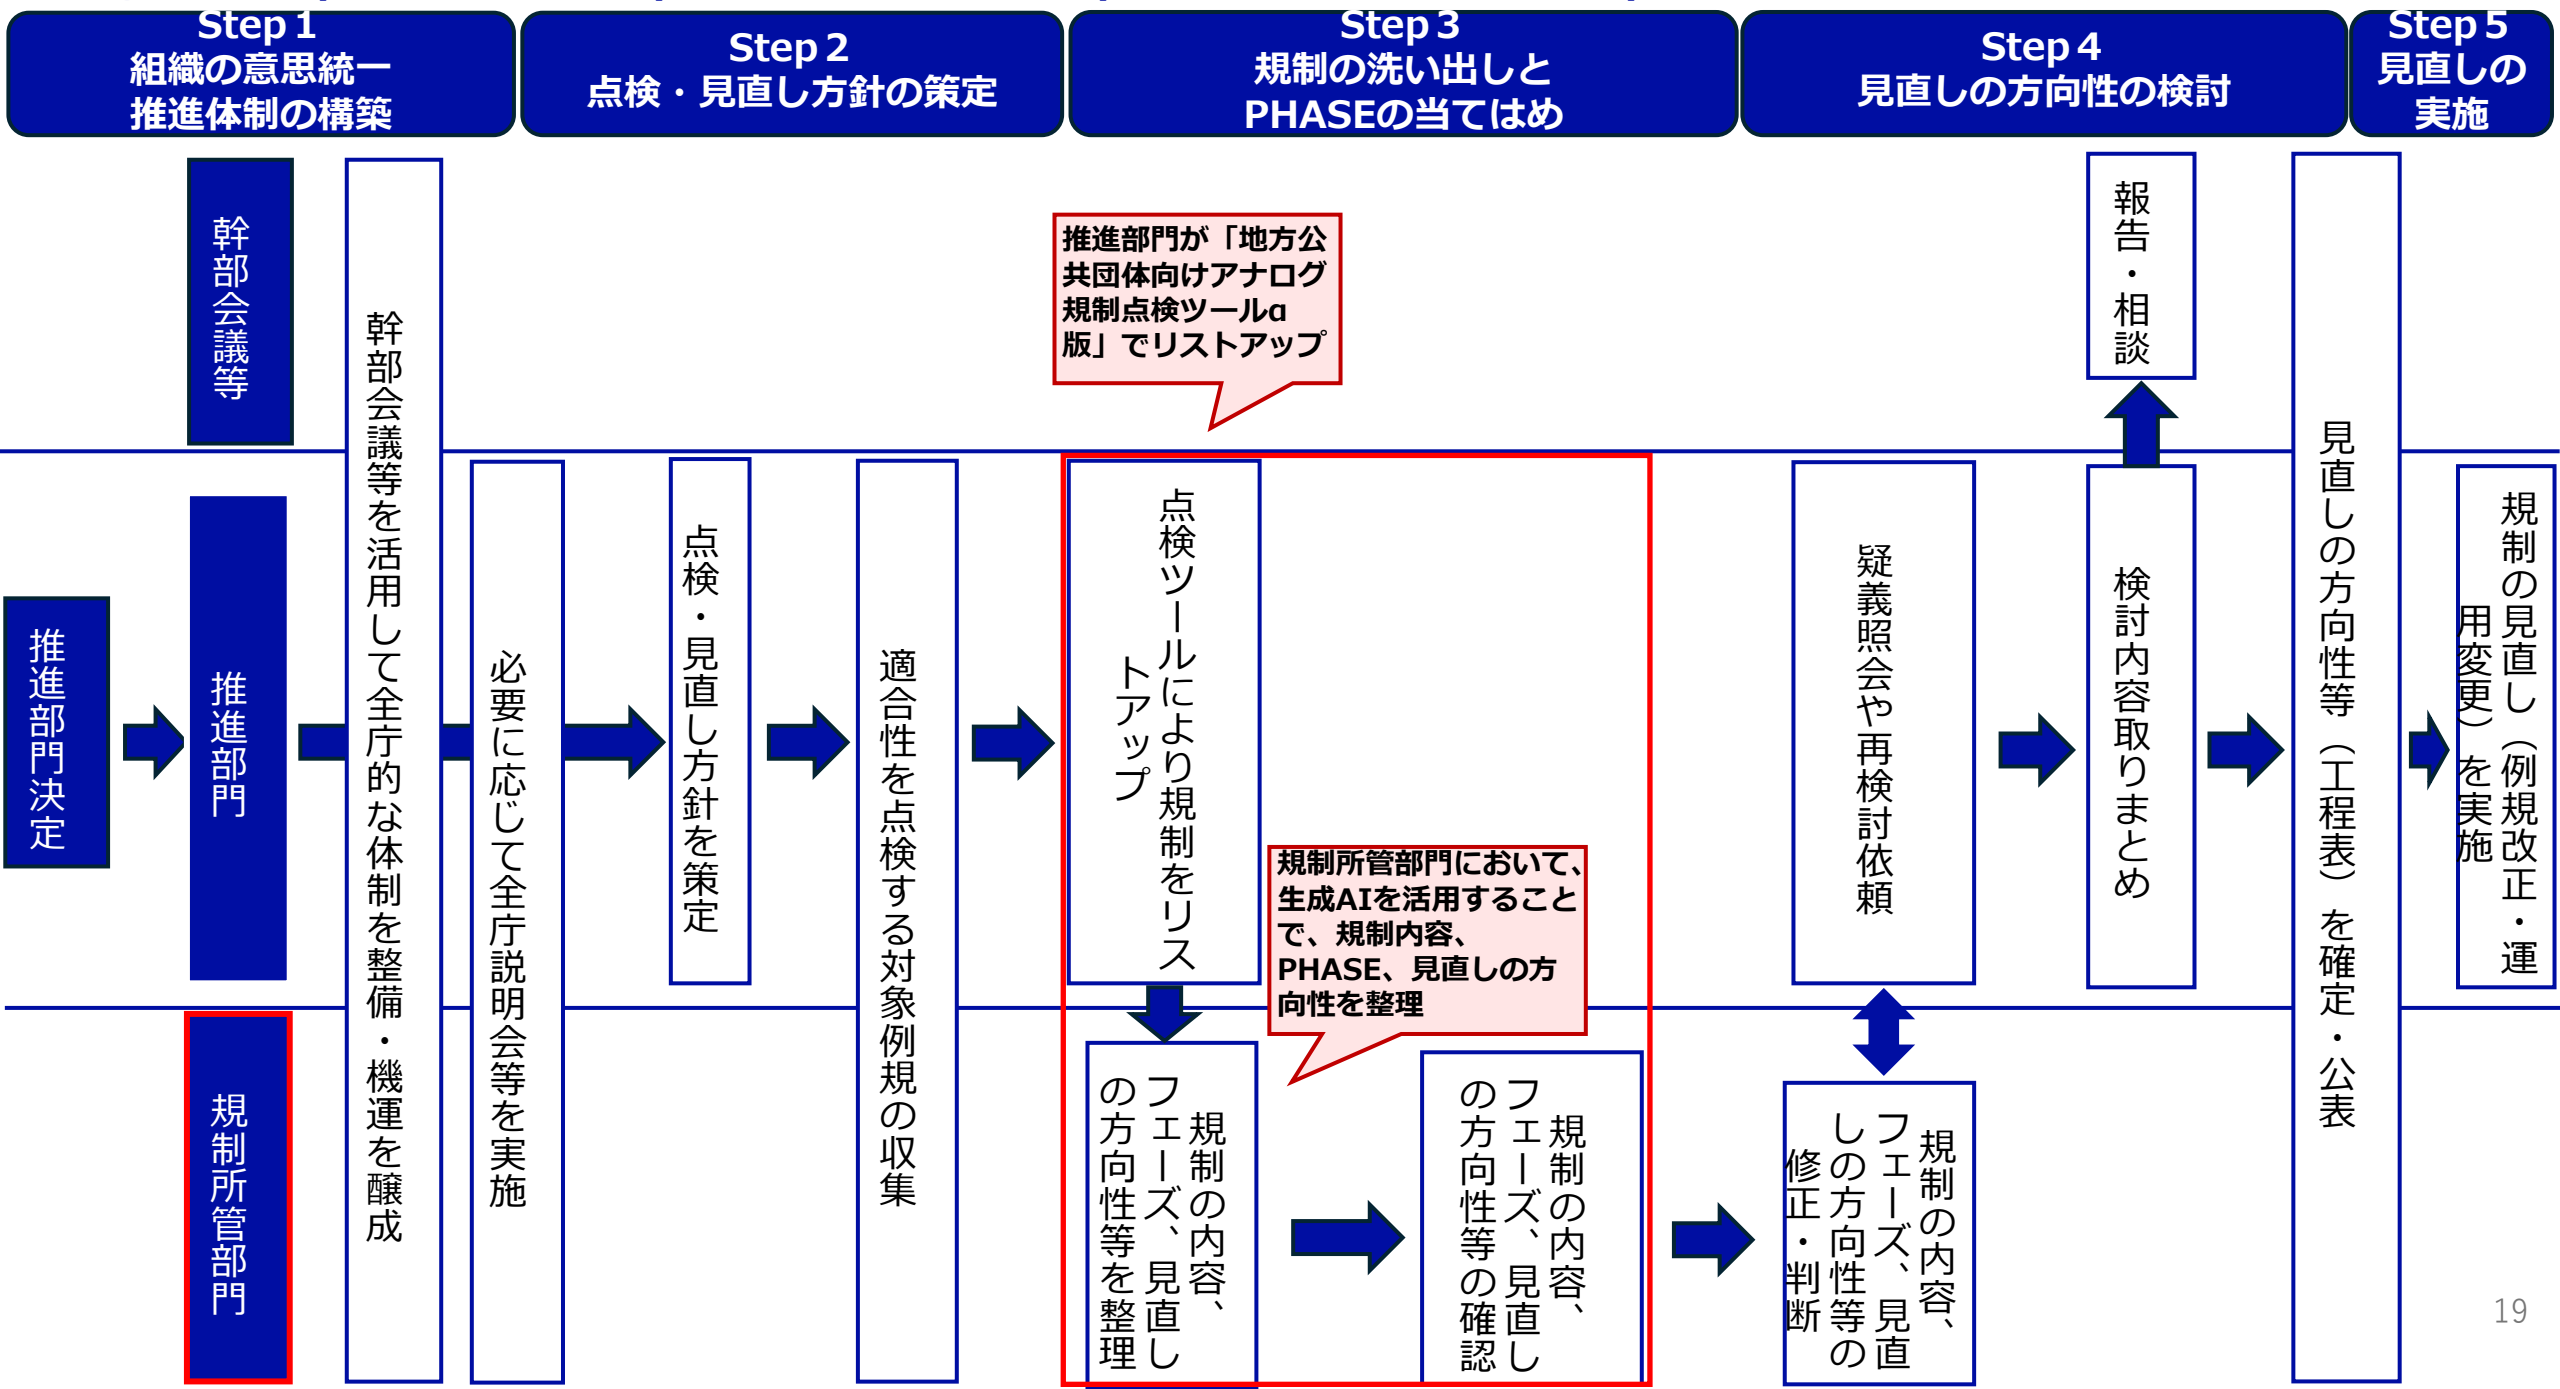 Step１
組織の意思統一
推進体制の構築
Step２
点検・見直し方針の策定
Step３
規制の洗い出しと
PHASEの当てはめ
Step４
見直しの方向性の検討
Step５
見直しの
実施
幹部会議等
推進部門決定
推進部門
規制所管部門
幹部会議等を活用して全庁的な体制を整備・機運を醸成
必要に応じて全庁説明会等を実施
点検・見直し方針を策定
適合性を点検する対象例規の収集
推進部門が「地方公
共団体向けアナログ
規制点検ツールα
版」でリストアップ
点検ツールにより規制をリス
トアップ
規制所管部門において、
生成AIを活用すること
で、規制内容、
PHASE、見直しの方
向性を整理
規制の内容、
フェーズ、見直し
の方向性等を整理
規制の内容、
フェーズ、見直し
の方向性等の確認
疑義照会や再検討依頼
規制の内容、
フェーズ、見直
しの方向性等の
修正・判断
報告・相談
検討内容取りまとめ
見直しの方向性等（工程表）を確定・公表
規制の見直し（例規改正・運
用変更）を実施
19